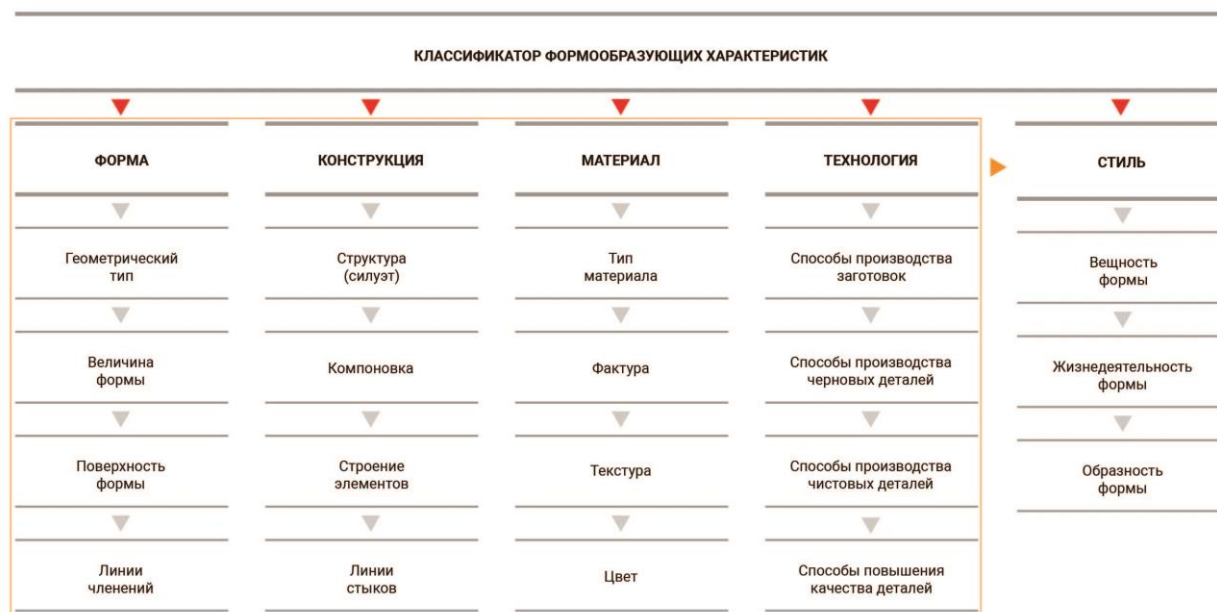 КЛАССИФИКАТОР ФОРМООБРАЗУЮЩИХ ХАРАКТЕРИСТИК
ФОРМА
Геометрический
тип
Величина
формы
Поверхность
формы
Линии
членений
КОНСТРУКЦИЯ
Структура
(силуэт)
Компоновка
Строение
элементов
Линии
стыков
МАТЕРИАЛ
Тип
материала
Фактура
Текстура
Цвет
ТЕХНОЛОГИЯ
Способы производства
заготовок
Способы производства
черновых деталей
Способы производства
чистовых деталей
Способы повышения
качества деталей
СТИЛЬ
Вещность
формы
Жизнедеятельность
формы
Образность
формы